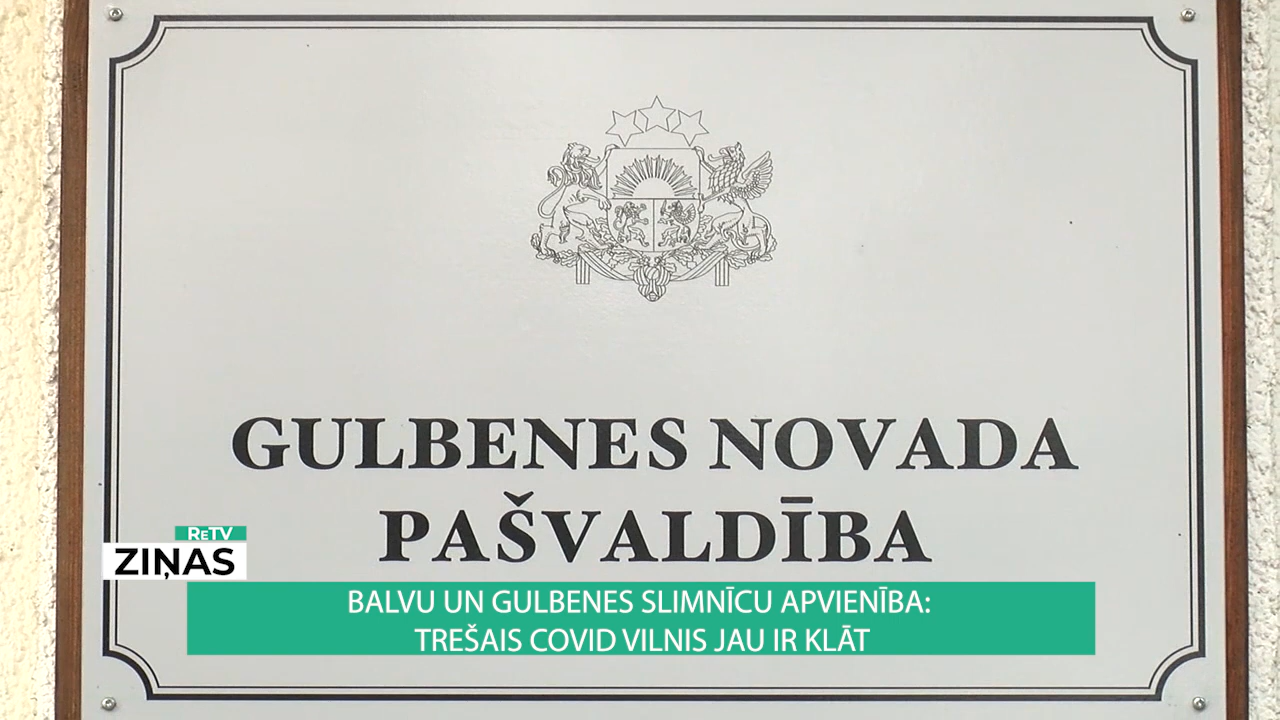 GULBENES NOVADA
PAŠVALDĪBA
RETV
ZIŅAS
BALVU UN GULBENES SLIMNĪCU APVIENĪBA:
TREŠAIS COVID VILNIS JAU IR KLĀT